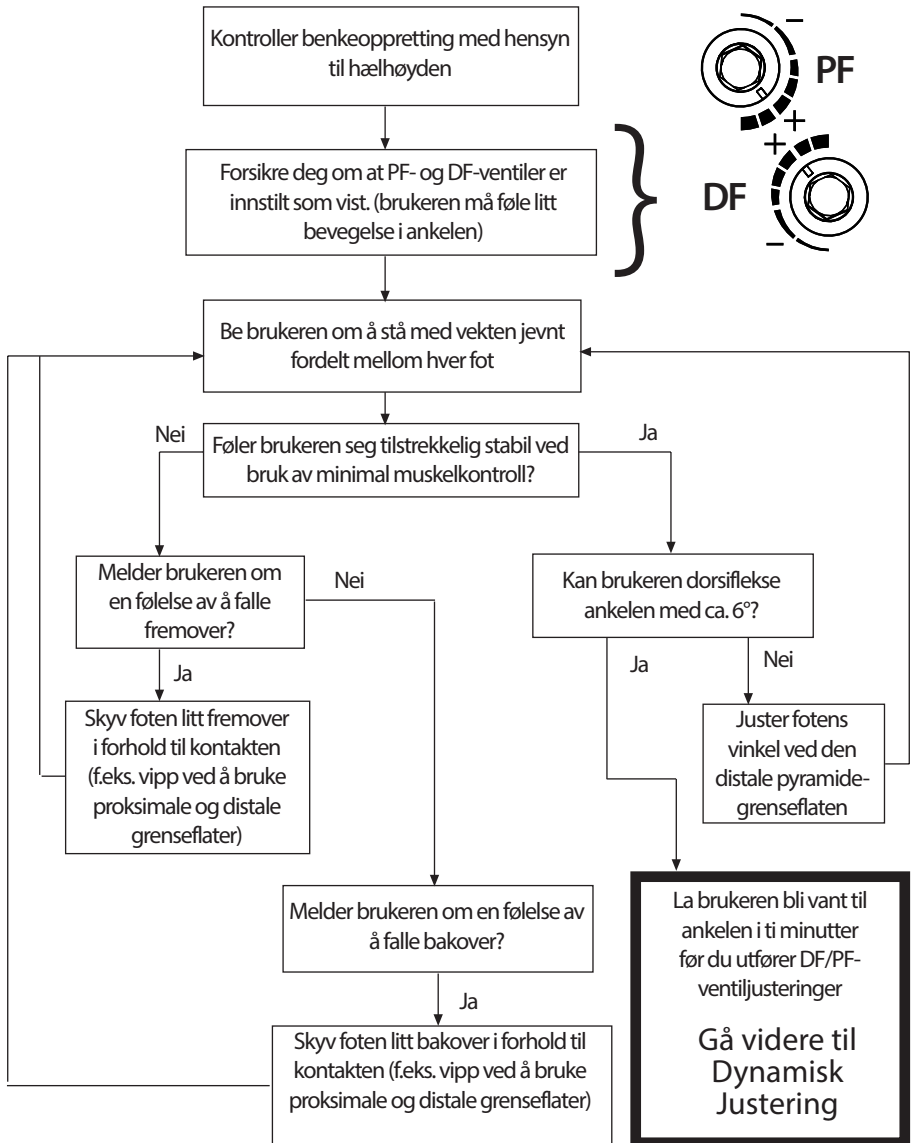 Kontroller benkeoppretting med hensyn
til hælhøyden
−
PF
+
+
DF
−
Forsikre deg om at PF- og DF-ventiler er
innstilt som vist. (brukeren må føle litt
bevegelse i ankelen)
Be brukeren om å stå med vekten jevnt
fordelt mellom hver fot
Nei
Ja
Føler brukeren seg tilstrekkelig stabil ved
bruk av minimal muskelkontroll?
Melder brukeren om
en følelse av å falle
fremover?
Nei
Kan brukeren dorsiflekse
ankelen med ca. 6°?
Ja
Ja
Nei
Skyv foten litt fremover
i forhold til kontakten
(f.eks. vipp ved å bruke
proksimale og distale
grenseflater)
Juster fotens
vinkel ved den
distale pyramide-
grenseflaten
Melder brukeren om en følelse av
å falle bakover?
Ja
Skyv foten litt bakover i forhold til
kontakten (f.eks. vipp ved å bruke
proksimale og distale grenseflater)
La brukeren bli vant til
ankelen i ti minutter
før du utfører DF/PF-
ventiljusteringer
Gå videre til
Dynamisk
Justering